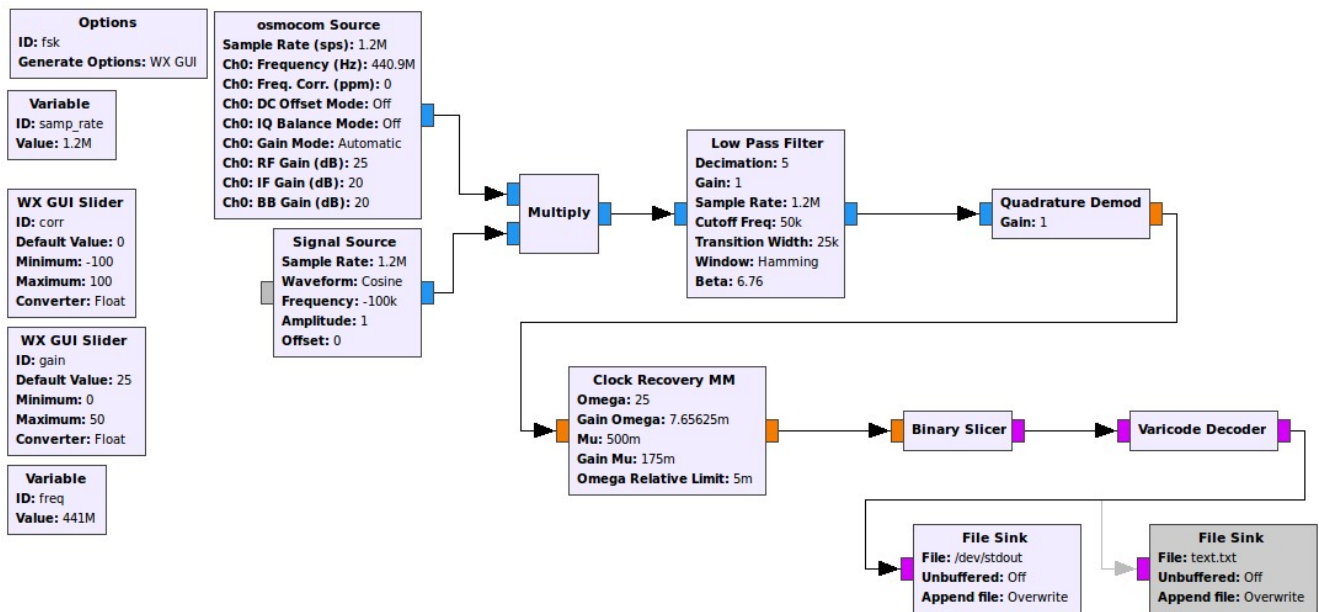 Options
ID: fsk
Generate Options: WX GUI
Variable
ID: samp_rate
Value: 1.2M
WX GUI Slider
ID: corr
Default Value: 0
Minimum: -100
Maximum: 100
Converter: Float
WX GUI Slider
ID: gain
Default Value: 25
Minimum: 0
Maximum: 50
Converter: Float
Variable
ID: freq
Value: 441M
osmocom Source
Sample Rate (sps): 1.2M
Ch0: Frequency (Hz): 440.9M
Ch0: Freq. Corr. (ppm): 0
Ch0: DC Offset Mode: Off
Ch0: IQ Balance Mode: Off
Ch0: Gain Mode: Automatic
Ch0: RF Gain (dB): 25
Ch0: IF Gain (dB): 20
Ch0: BB Gain (dB): 20
Signal Source
Sample Rate: 1.2M
Waveform: Cosine
Frequency: -100k
Amplitude: 1
Offset: 0
Multiply
Low Pass Filter
Decimation: 5
Gain: 1
Sample Rate: 1.2M
Cutoff Freq: 50k
Transition Width: 25k
Window: Hamming
Beta: 6.76
Quadrature Demod
Gain: 1
Clock Recovery MM
Omega: 25
Gain Omega: 7.65625m
Mu: 500m
Gain Mu: 175m
Omega Relative Limit: 5m
Binary Slicer
Varicode Decoder
File Sink
File: /dev/stdout
Unbuffered: Off
Append file: Overwrite
File Sink
File: text.txt
Unbuffered: Off
Append file: Overwrite